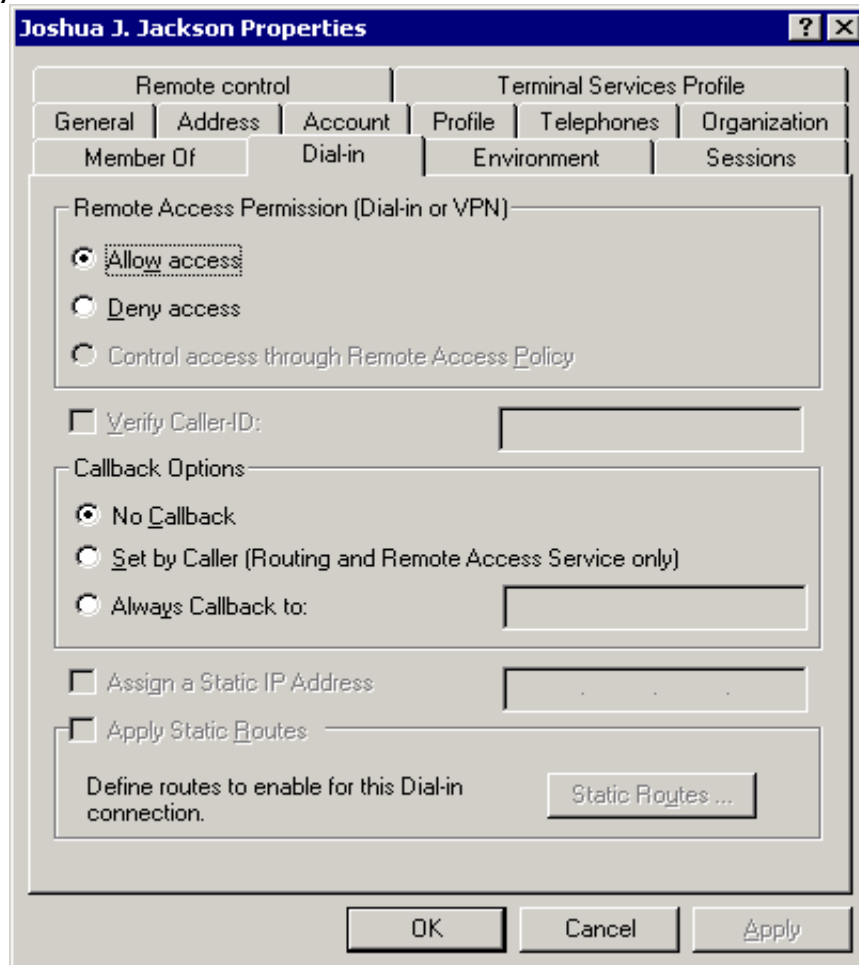 Joshua J. Jackson Properties
Remote control Terminal Services Profile
General Address Account Profile Telephones Organization
Member Of Dial-in Environment Sessions
Remote Access Permission (Dial-in or VPN)
Allow access
Deny access
Control access through Remote Access Policy
Verify Caller-ID:
Callback Options
No Callback
Set by Caller (Routing and Remote Access Service only)
Always Callback to:
Assign a Static IP Address
Apply Static Routes
Define routes to enable for this Dial-in
connection.
Static Routes ...
OK Cancel Apply